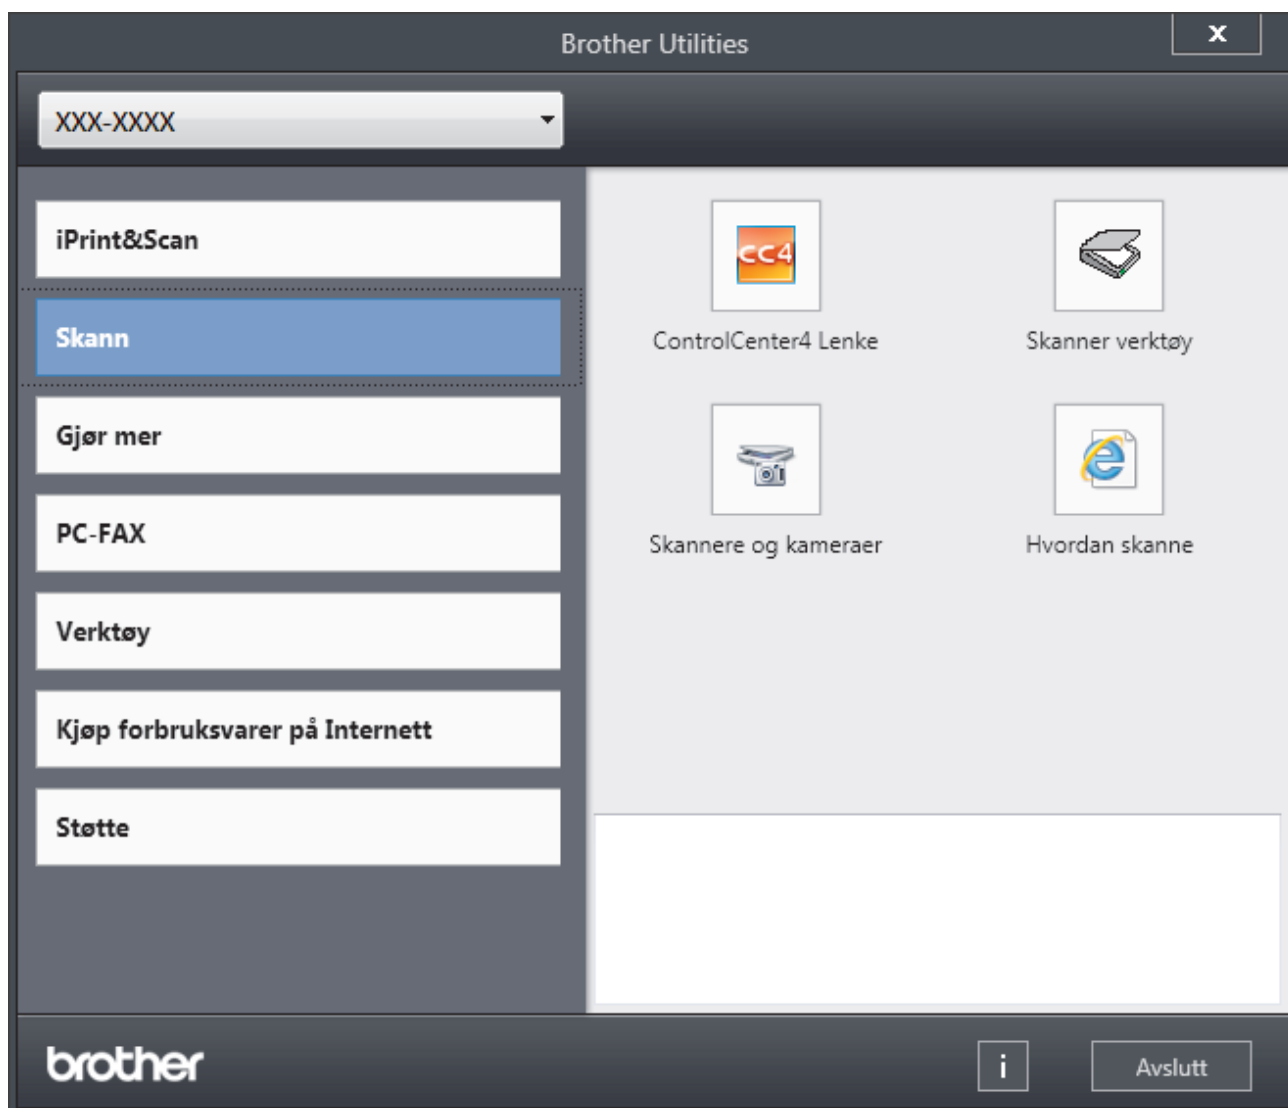 Brother Utilities
x
XXX-XXXX
iPrint&Scan
Skann
Gjør mer
PC-FAX
Verktøy
Kjøp forbruksvarer på Internett
Støtte
CC4
ControlCenter4 Lenke
Skanner verktøy
Skannere og kameraer
Hvordan skanne
brother
i
Avslutt